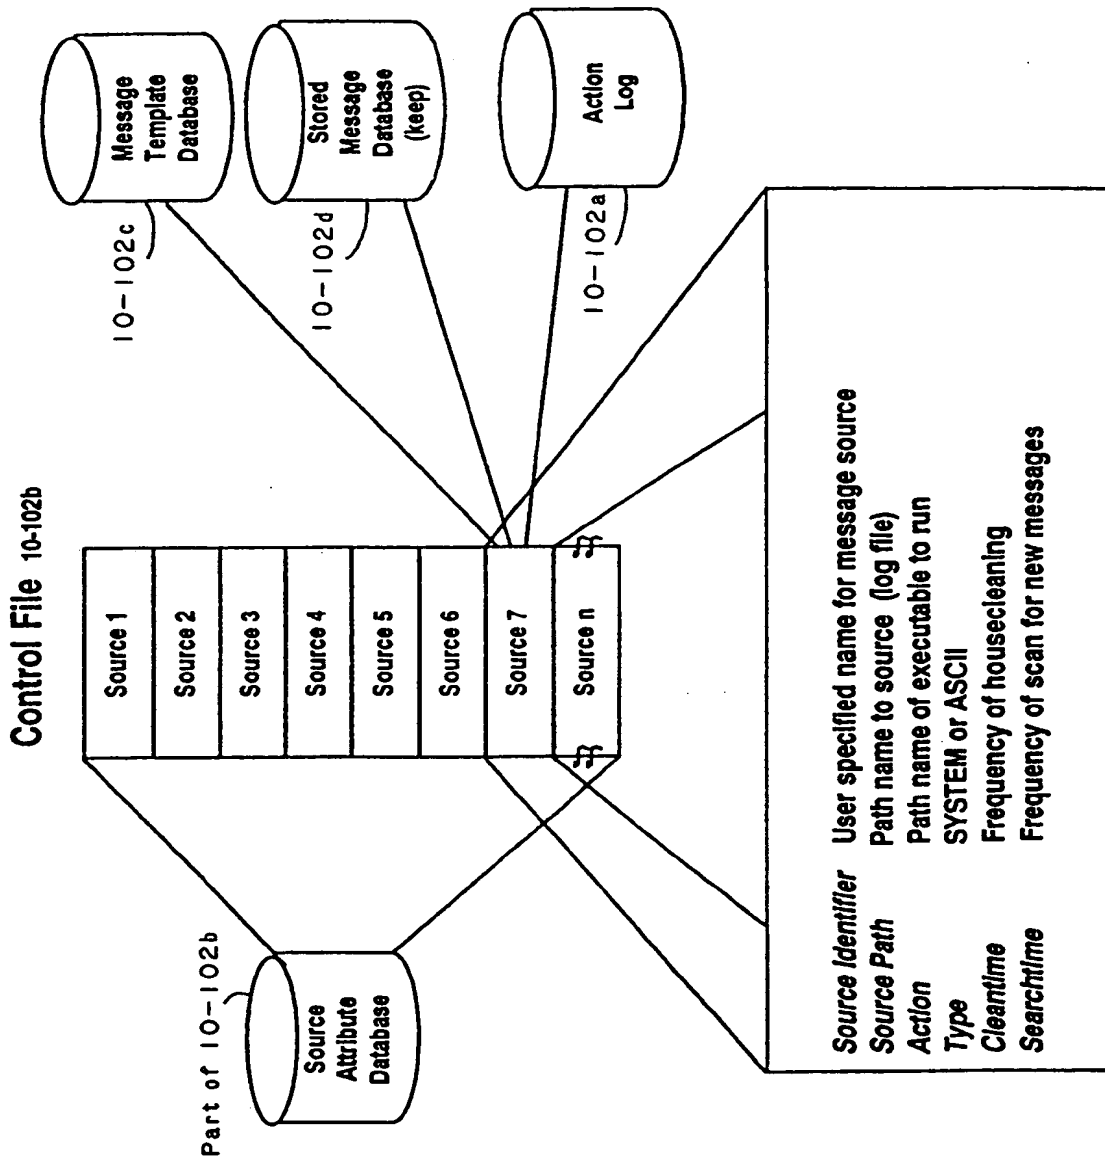 Control File 10-102b
Part of 10-102b
Source
Attribute
Database
Source 1
Source 2
Source 3
Source 4
Source 5
Source 6
Source 7
Source n
10-102c
Message
Template
Database
10-102d
Stored
Message
Database
(keep)
10-102a
Action
Log
Source Identifier User specified name for message source
Source Path Path name to source (log file)
Action Path name of executable to run
Type SYSTEM or ASCII
Cleantime Frequency of housecleaning
Searchtime Frequency of scan for new messages